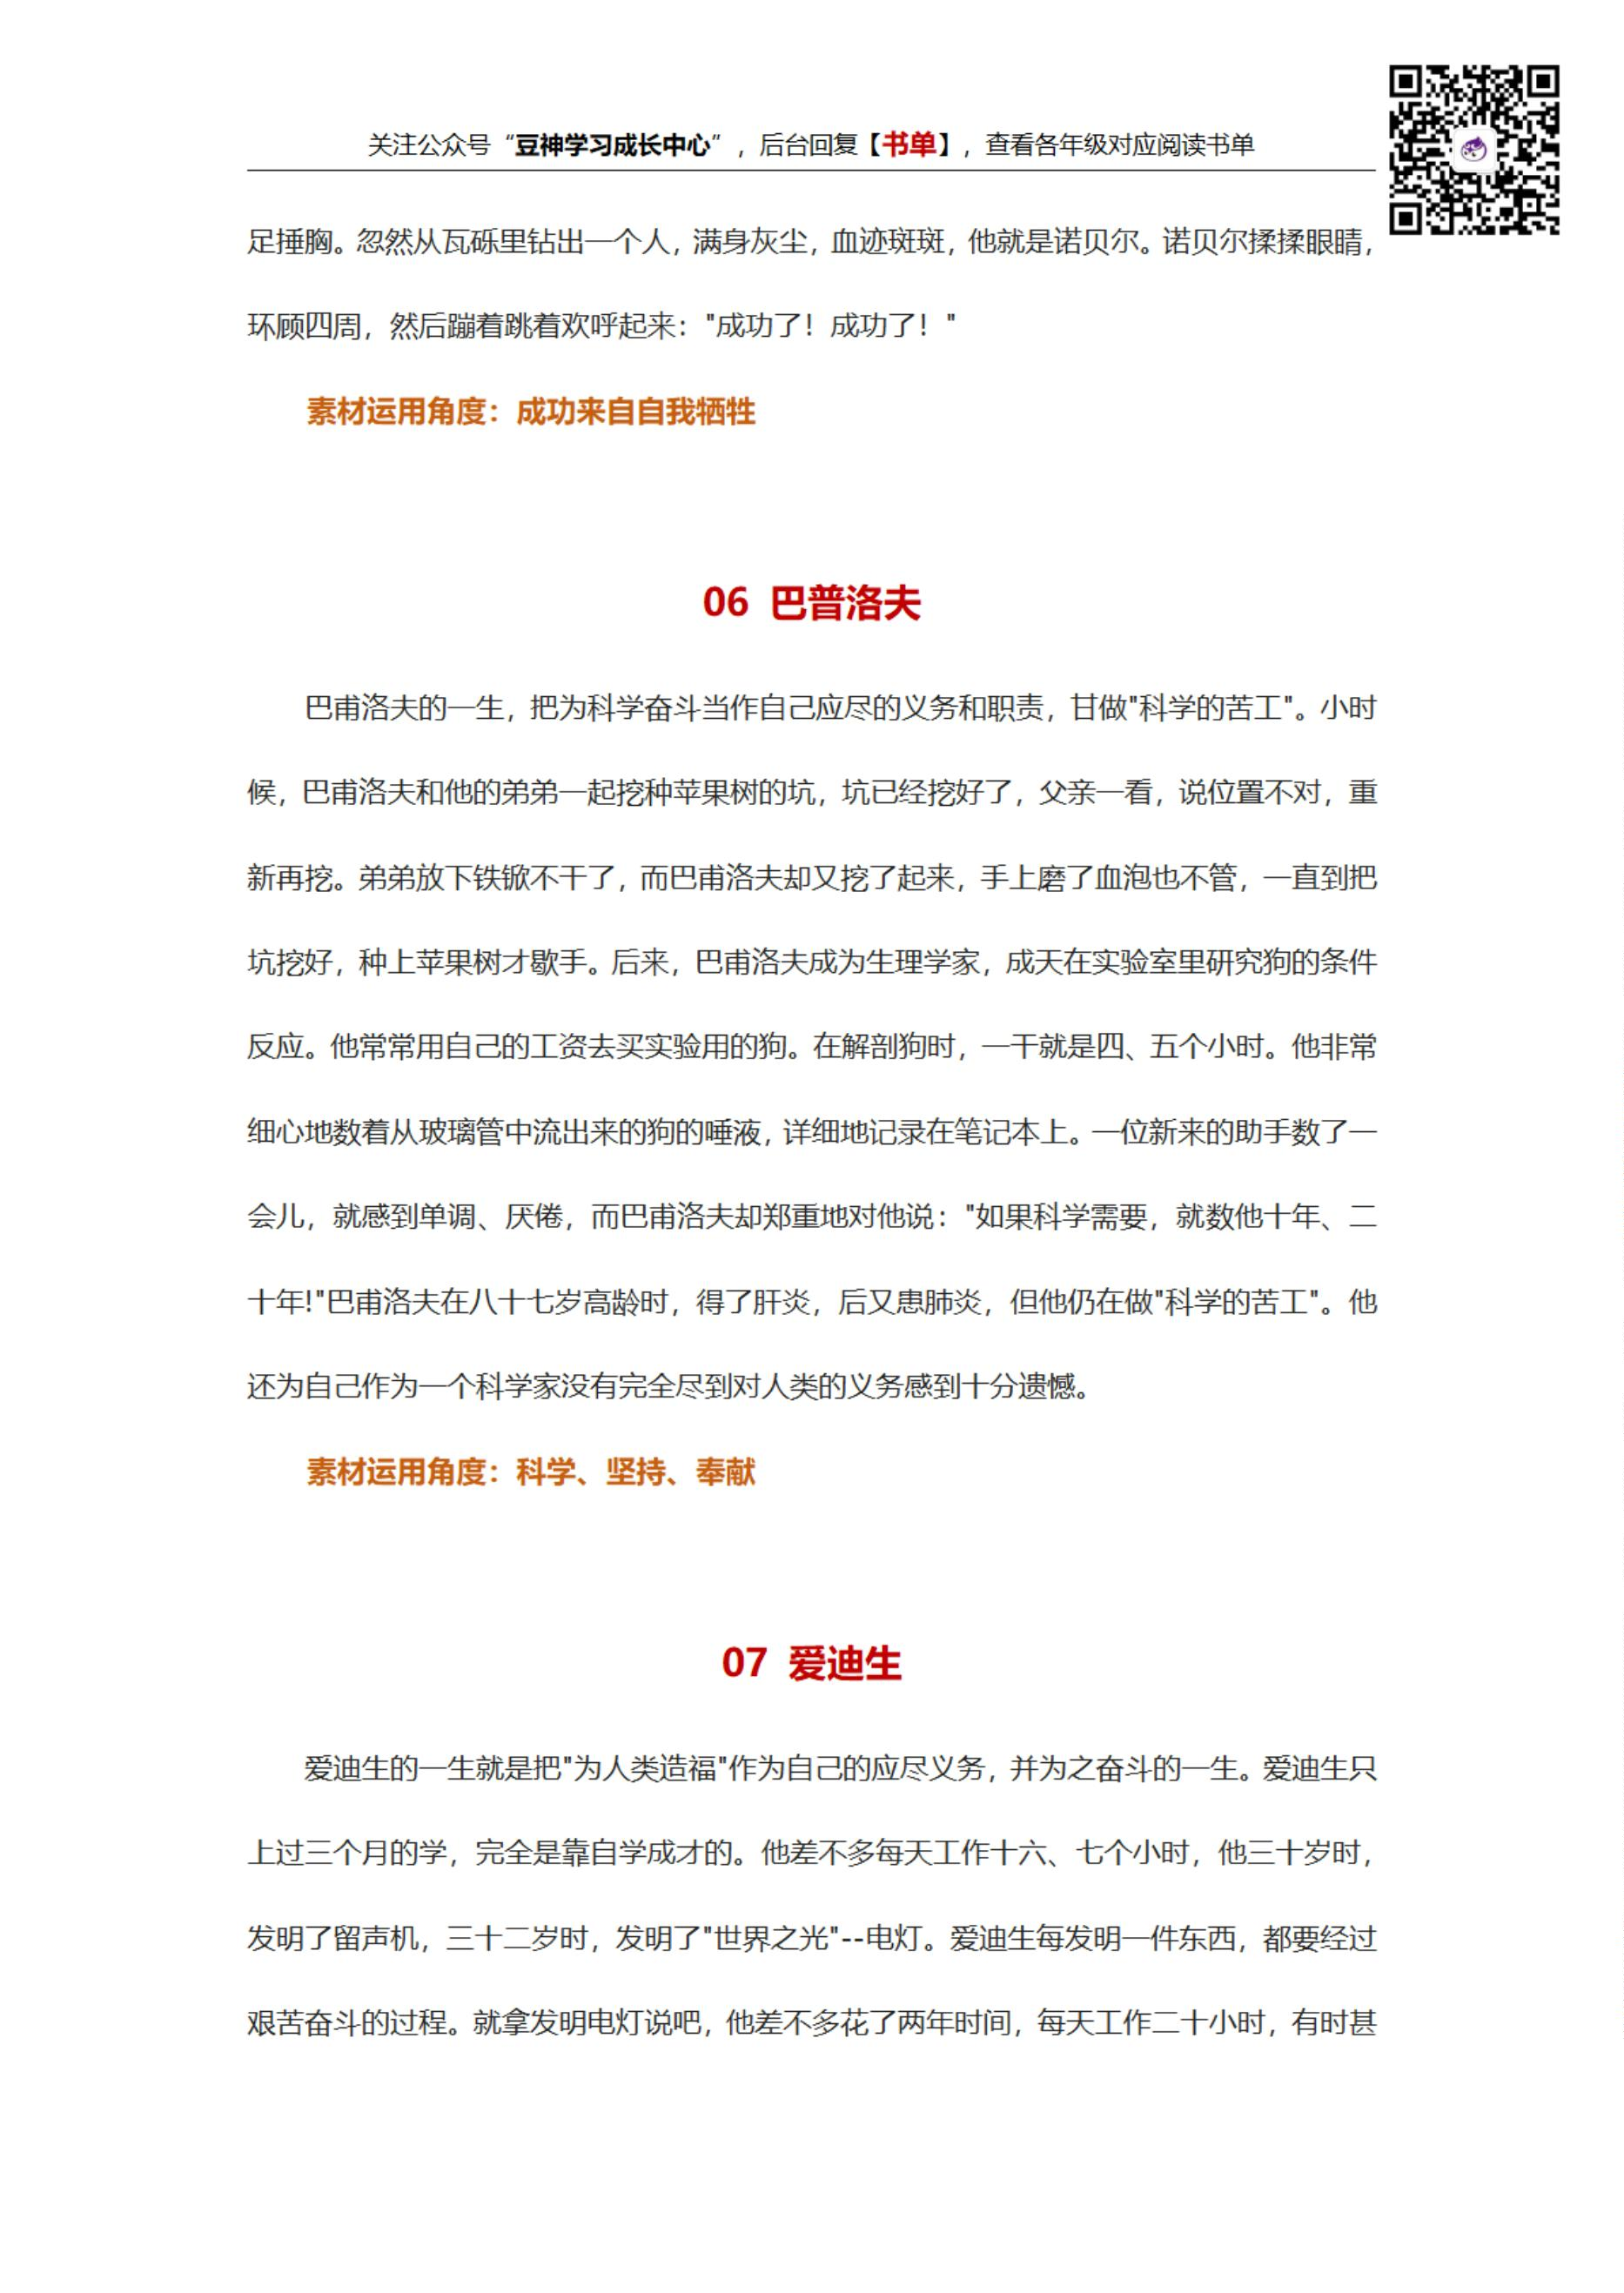 关注公众号“豆神学习成长中心”，后台回复【书单】，查看各年级对应阅读书单
足捶胸。忽然从瓦砾里钻出一个人，满身灰尘，血迹斑斑，他就是诺贝尔。诺贝尔揉揉眼睛，
环顾四周，然后蹦着跳着欢呼起来："成功了！成功了！"
素材运用角度：成功来自自我牺牲
06 巴普洛夫
巴甫洛夫的一生，把为科学奋斗当作自己应尽的义务和职责，甘做"科学的苦工"。小时
候，巴甫洛夫和他的弟弟一起挖种苹果树的坑，坑已经挖好了，父亲一看，说位置不对，重
新再挖。弟弟放下铁锨不干了，而巴甫洛夫却又挖了起来，手上磨了血泡也不管，一直到把
坑挖好，种上苹果树才歇手。后来，巴甫洛夫成为生理学家，成天在实验室里研究狗的条件
反应。他常常用自己的工资去买实验用的狗。在解剖狗时，一干就是四、五个小时。他非常
细心地数着从玻璃管中流出来的狗的唾液，详细地记录在笔记本上。一位新来的助手数了一
会儿，就感到单调、厌倦，而巴甫洛夫却郑重地对他说："如果科学需要，就数他十年、二
十年!"巴甫洛夫在八十七岁高龄时，得了肝炎，后又患肺炎，但他仍在做"科学的苦工"。他
还为自己作为一个科学家没有完全尽到对人类的义务感到十分遗憾。
素材运用角度：科学、坚持、奉献
07 爱迪生
爱迪生的一生就是把"为人类造福"作为自己的应尽义务，并为之奋斗的一生。爱迪生只
上过三个月的学，完全是靠自学成才的。他差不多每天工作十六、七个小时，他三十岁时，
发明了留声机，三十二岁时，发明了"世界之光"--电灯。爱迪生每发明一件东西，都要经过
艰苦奋斗的过程。就拿发明电灯说吧，他差不多花了两年时间，每天工作二十小时，有时甚